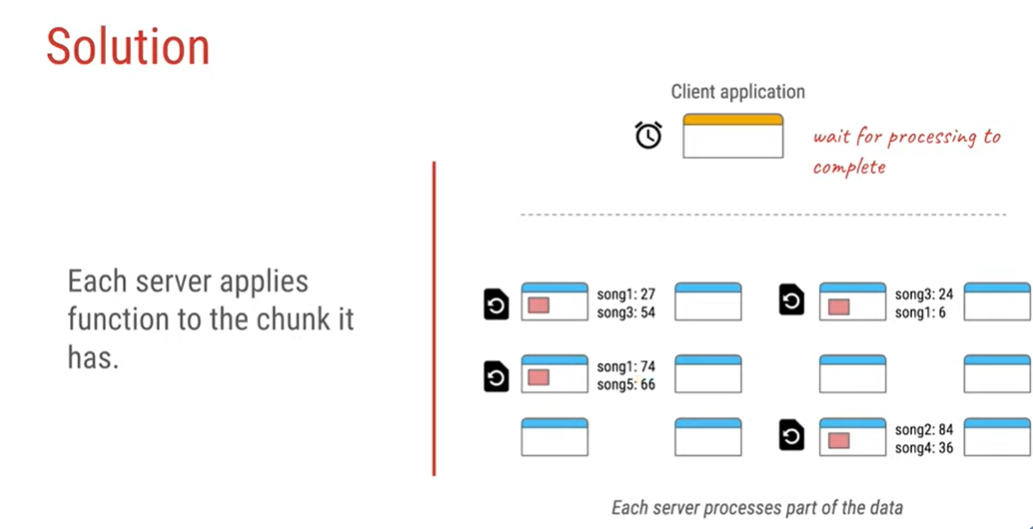 Solution
Client application
wait for processing to
complete
Each server applies
function to the chunk it
has.
song1: 27
song3: 54
song3: 24
song1: 6
song1: 74
song5: 66
song2: 84
song4: 36
Each server processes part of the data